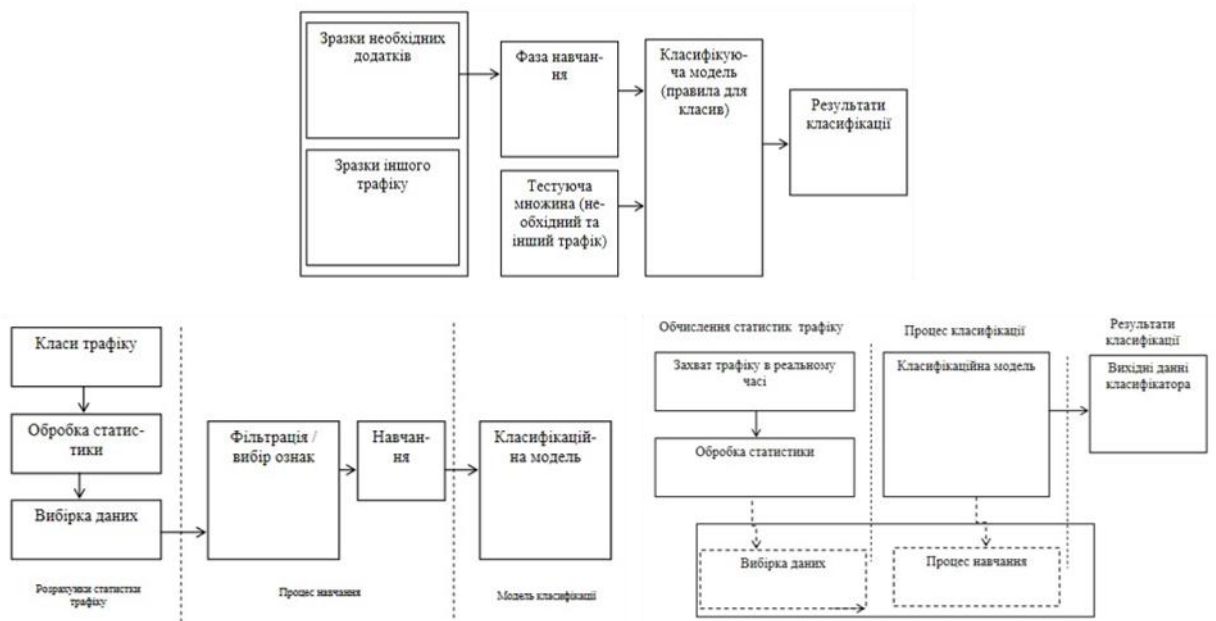 Зразки необхідних
додатків
Зразки іншого
трафіку
Фаза навчан-
ня
Тестуюча
множина (не-
обхідний та
інший трафік)
Класифікую-
ча модель
(правила для
класив)
Результати
класифікації
Класи трафіку
Обробка статис-
тики
Вибірка даних
Розрахунки статистки
трафіку
Фільтрація /
вибір ознак
Навчан-
ня
Процес навчання
Класифікацій-
на модель
Модель класифікації
Обчислення статистик трафіку
Захват трафіку в реальному
часі
Обробка статистики
Вибірка даних
Процес класифікації
Класифікаційна модель
Процес навчання
Результати
класифікації
Вихідні данні
класифікатора